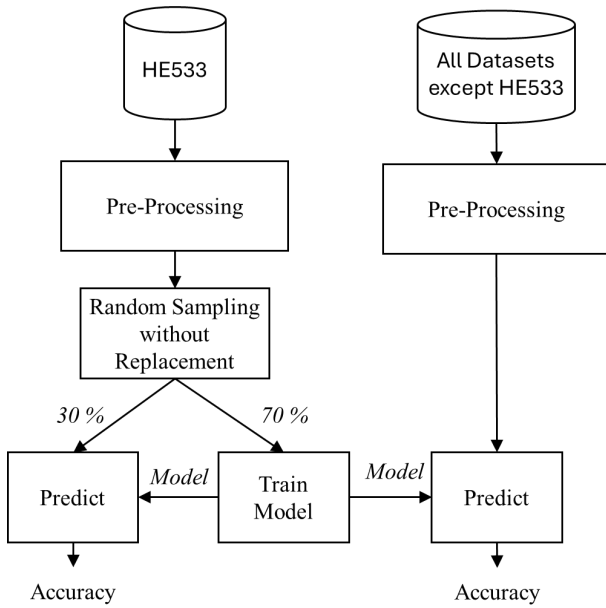 HE533
All Datasets
except HE533
Pre-Processing
Pre-Processing
Random Sampling
without
Replacement
30 %
70 %
Predict
Model
Train
Model
Model
Predict
Accuracy
Accuracy